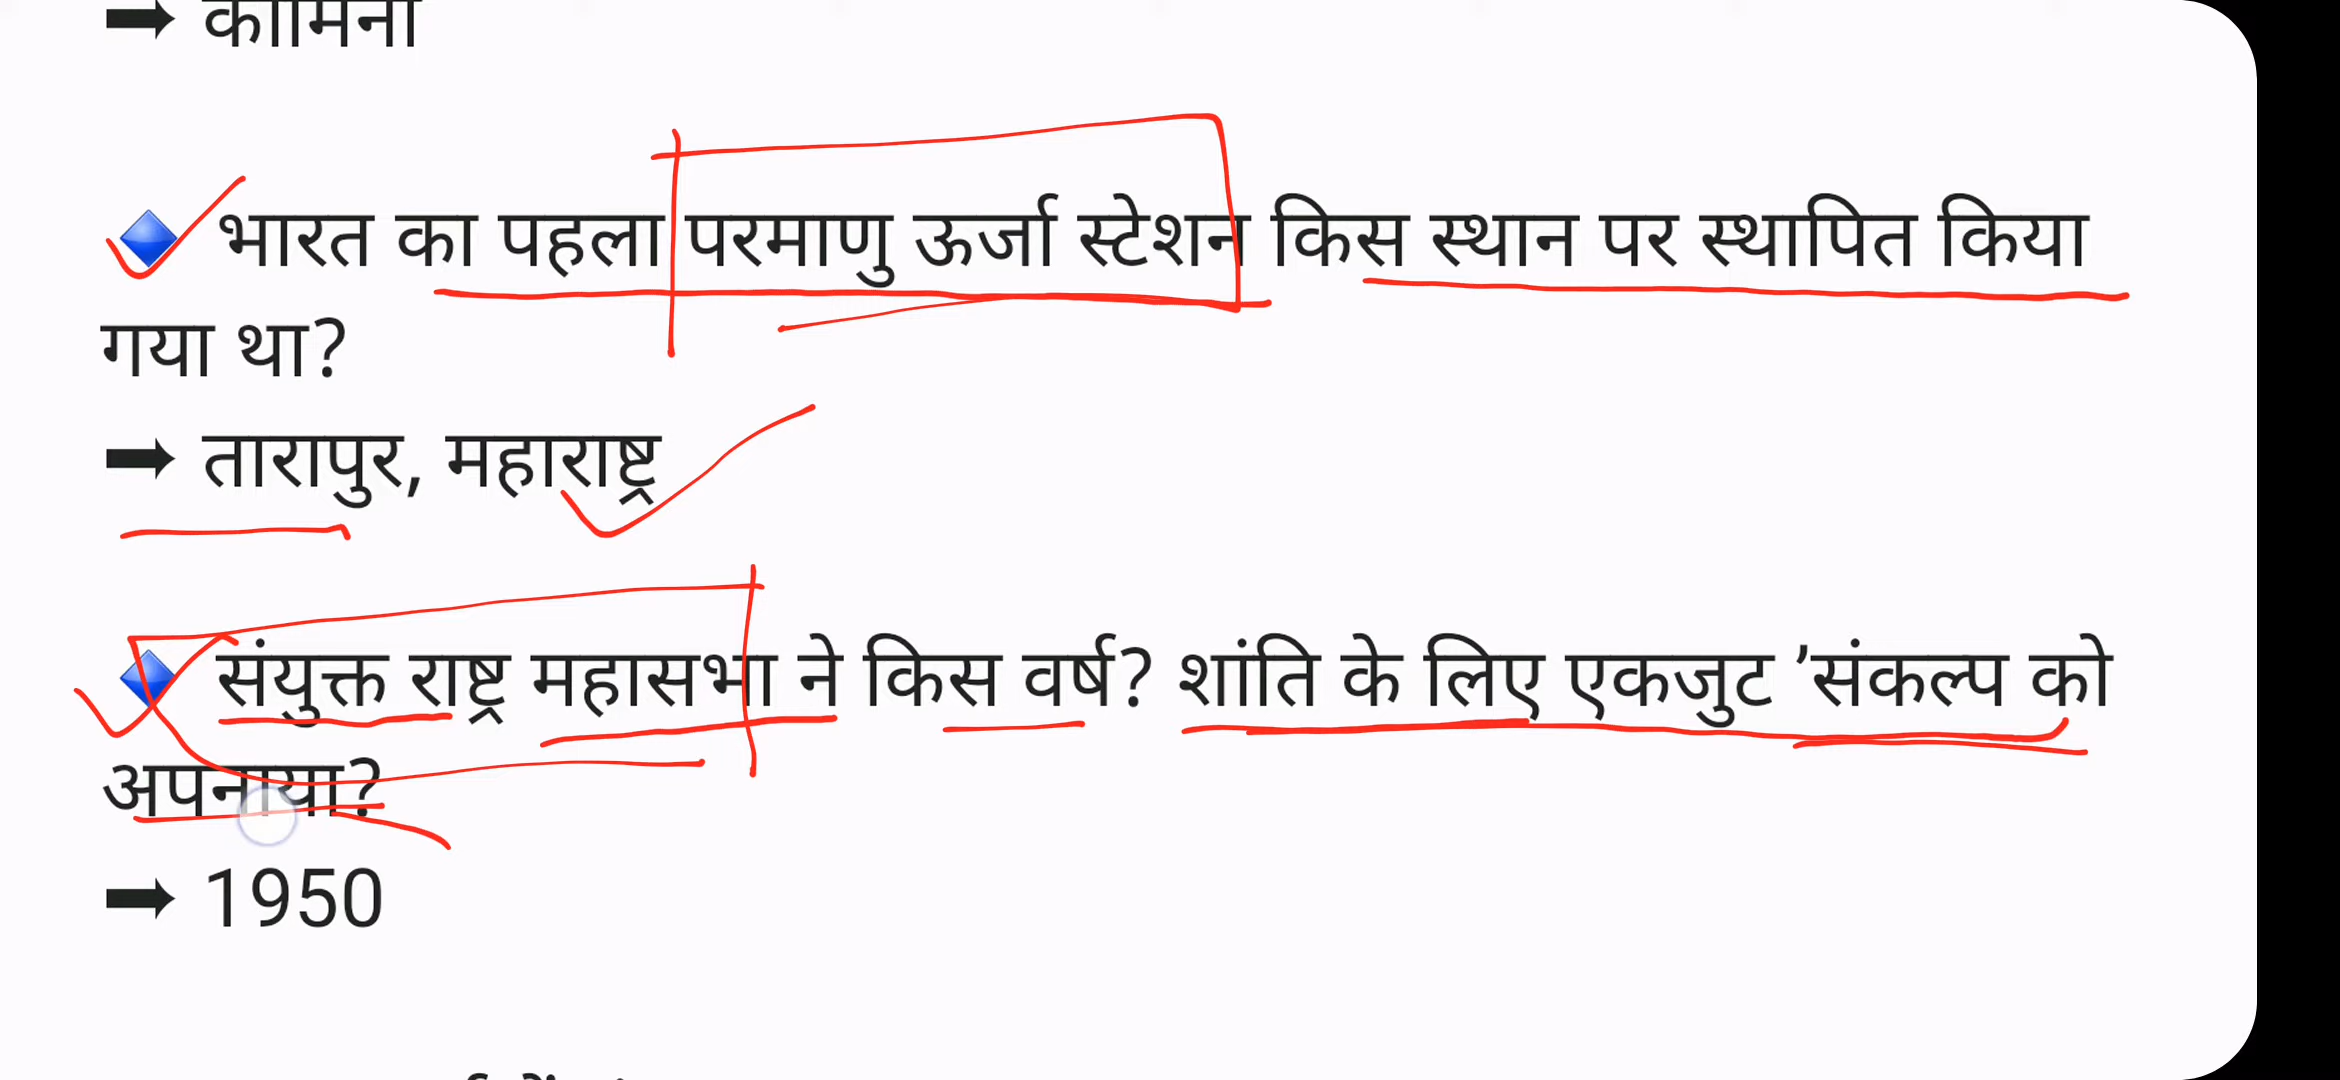 ➡ कामिनी
🔷 भारत का पहला परमाणु ऊर्जा स्टेशन किस स्थान पर स्थापित किया
गया था?
➡ तारापुर, महाराष्ट्र
🔷 संयुक्त राष्ट्र महासभा ने किस वर्ष? शांति के लिए एकजुट ’संकल्प को
अपनाया?
➡ 1950